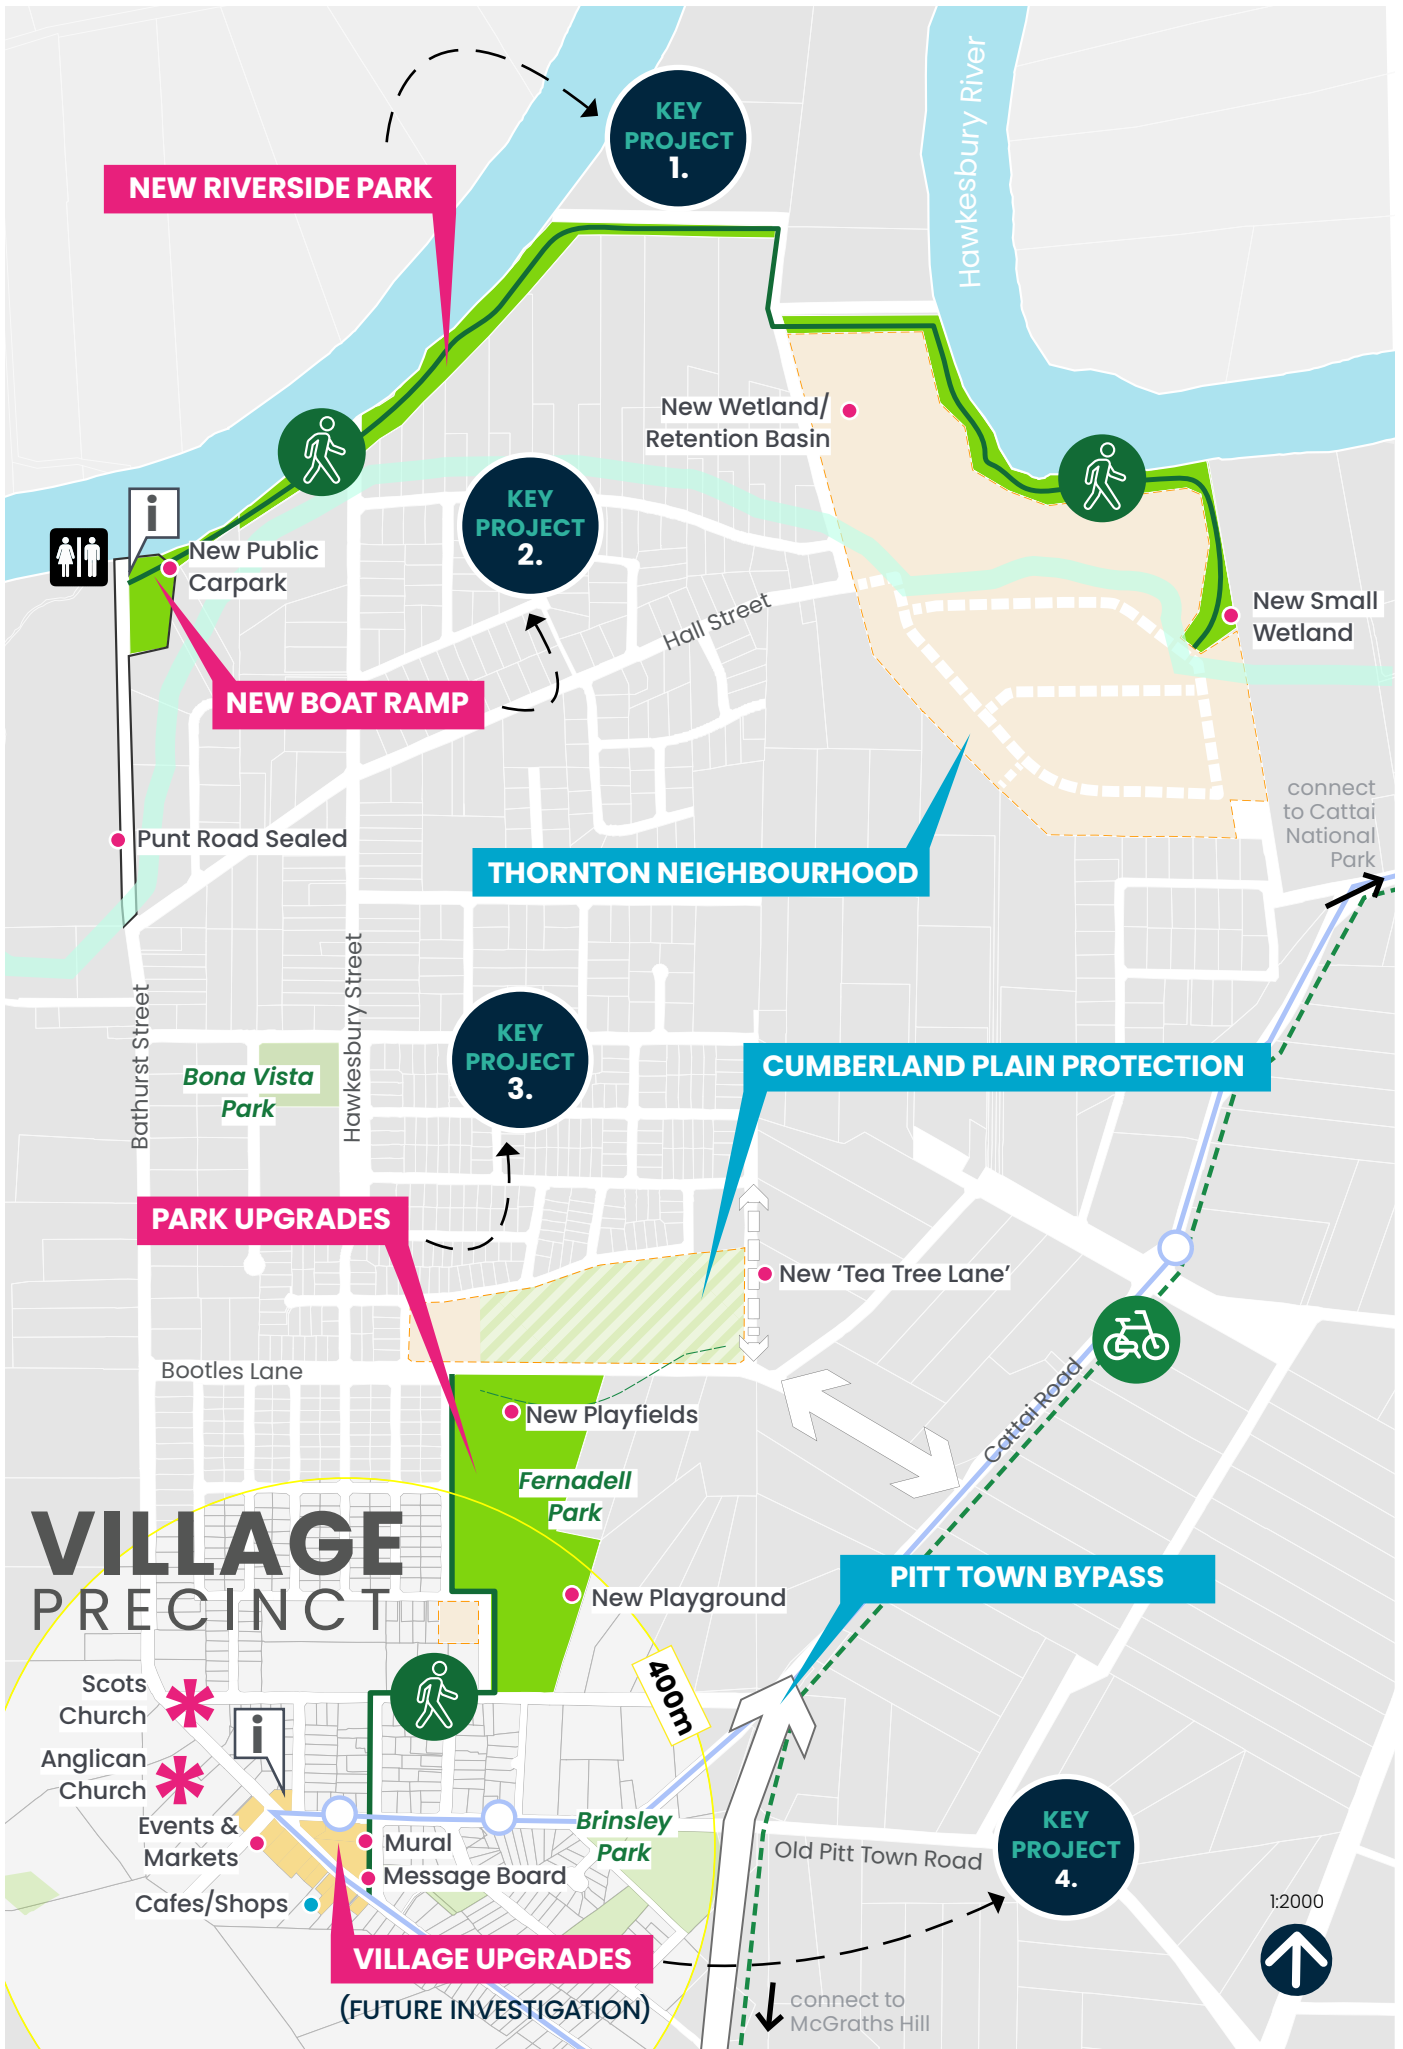 KEY
PROJECT
1.
Hawkesbury River
NEW RIVERSIDE PARK
New Wetland/
Retention Basin
KEY
PROJECT
2.
i
New Public
Carpark
Hall Street
New Small
Wetland
NEW BOAT RAMP
connect
to Cattai
National
Park
Punt Road Sealed
THORNTON NEIGHBOURHOOD
Bathurst Street
Hawkesbury Street
KEY
PROJECT
3.
Bona Vista
Park
CUMBERLAND PLAIN PROTECTION
PARK UPGRADES
New ‘Tea Tree Lane’
Bootles Lane
New Playfields
Cattai Road
Fernadell
Park
VILLAGE
PRECINCT
PITT TOWN BYPASS
New Playground
400m
Scots
Church
i
Anglican
Church
Events &
Markets
Mural
Message Board
Cafes/Shops
Brinsley
Park
Old Pitt Town Road
KEY
PROJECT
4.
1:2000
VILLAGE UPGRADES
(FUTURE INVESTIGATION)
connect to
McGraths Hill